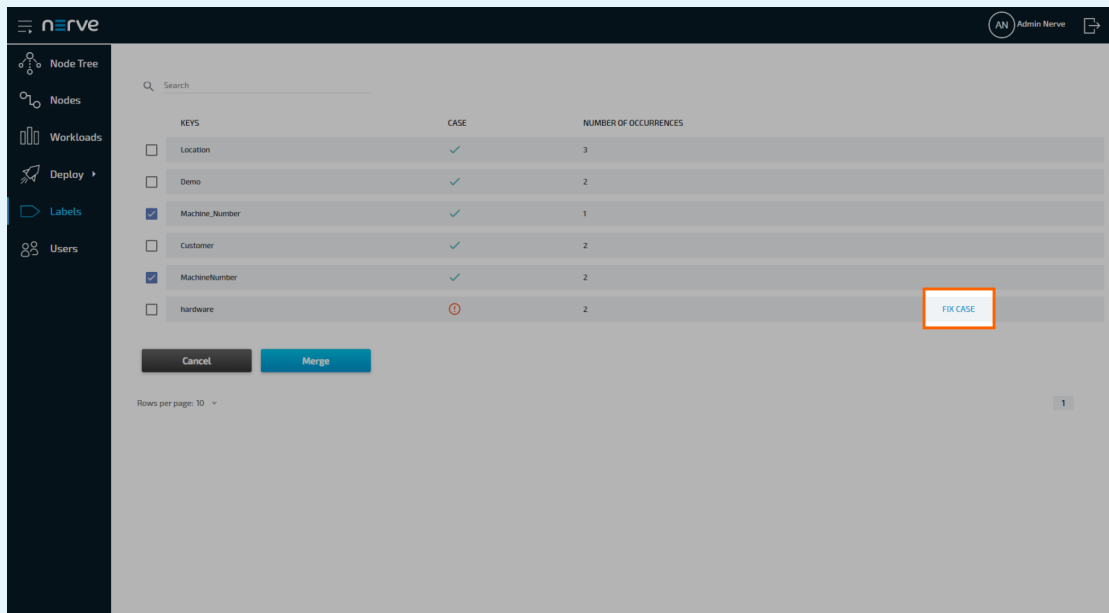 nerve
AN Admin Nerve
Node Tree
Nodes
Workloads
Deploy
Labels
Users
Search
KEYS CASE NUMBER OF OCCURRENCES
Location 3
Demo 2
Machine_Number 1
Customer 2
MachineNumber 2
hardware 2 FIX CASE
Cancel Merge
Rows per page: 10 1